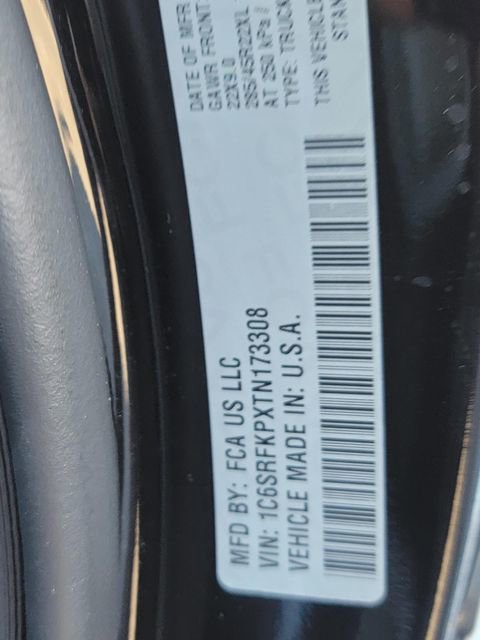 MFD BY: FCA US LLC
DATE OF MFR
GAWR FRONT
22X9.0
285/45R22XL
AT 250 kPa /
VIN: 1C6SRFKPXTN173308
TYPE: TRUCK
VEHICLE MADE IN: U.S.A.
THIS VEHICLE
STAN